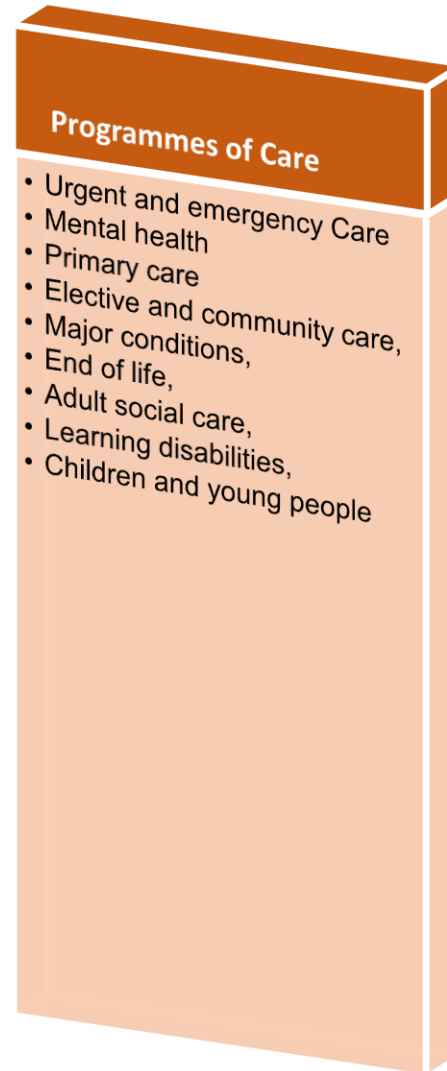 Programmes of Care
• Urgent and emergency Care
• Mental health
• Primary care
• Elective and community care,
• Major conditions,
• End of life,
• Adult social care,
• Learning disabilities,
• Children and young people